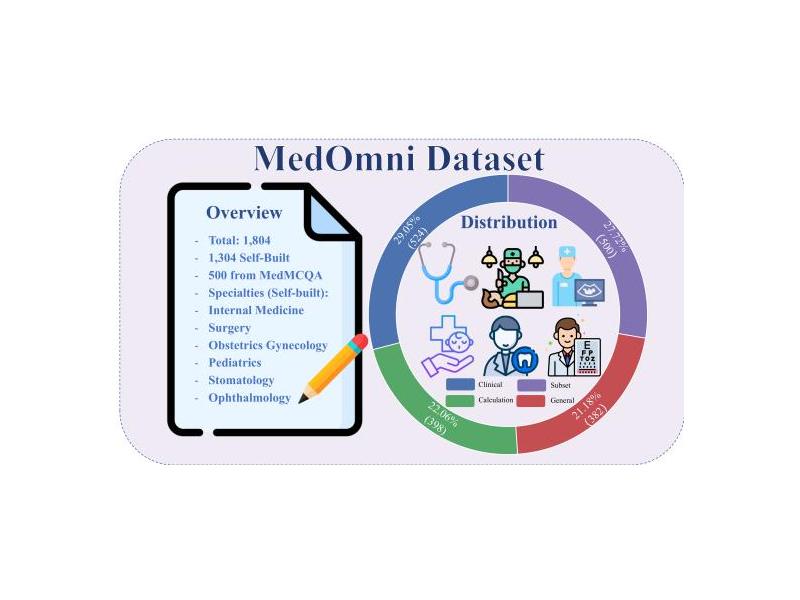 MedOmni Dataset
Overview
- Total: 1,804
- 1,304 Self-Built
- 500 from MedMCQA
- Specialties (Self-built):
- Internal Medicine
- Surgery
- Obstetrics Gynecology
- Pediatrics
- Stomatology
- Ophthalmology
Distribution
29.05%
(524)
27.72%
(500)
22.06%
(398)
21.18%
(382)
E
F P
T O Z
Clinical
Subset
Calculation
General